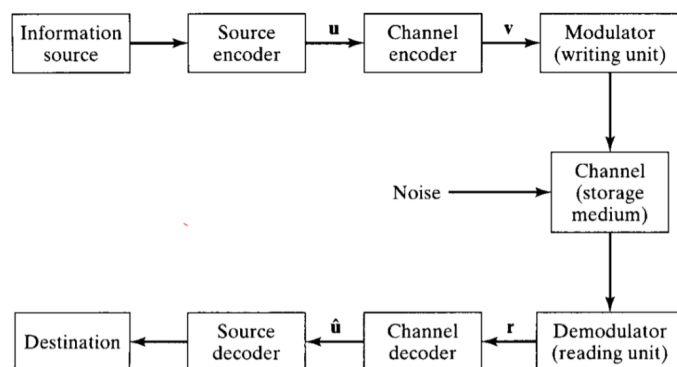 Information
source
Source
encoder
u
Channel
encoder
v
Modulator
(writing unit)
Noise
Channel
(storage
medium)
Destination
Source
decoder
û
Channel
decoder
r
Demodulator
(reading unit)